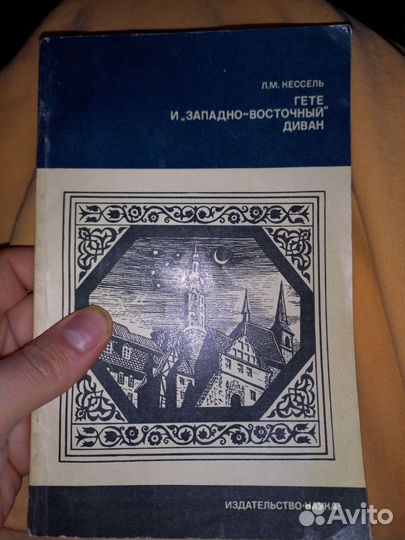 Л.М. КЕССЕЛЬ
ГЕТЕ
И „ЗАПАДНО-ВОСТОЧНЫЙ"
ДИВАН
ИЗДАТЕЛЬСТВО·НАУКА·
Avito